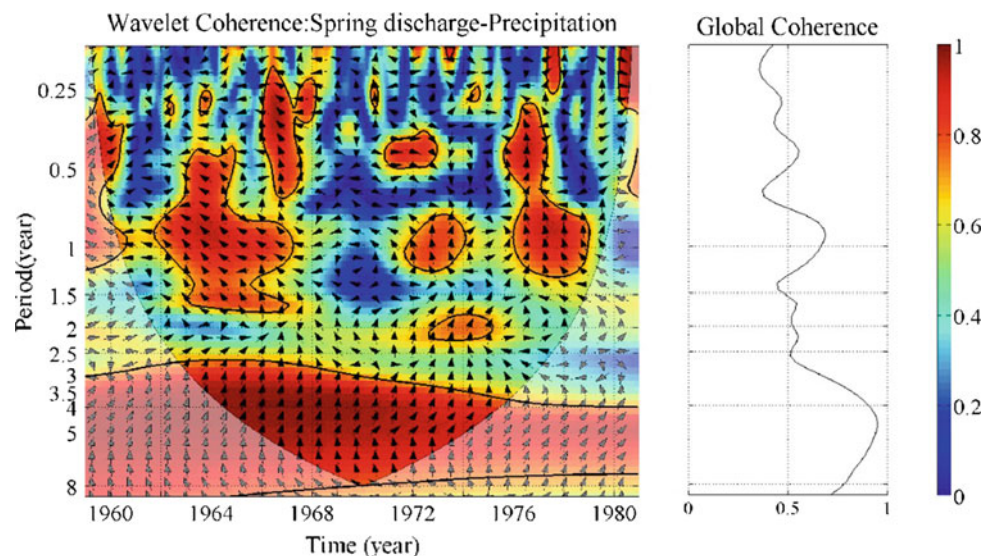 Wavelet Coherence:Spring discharge-Precipitation
Global Coherence
Period(year)
0.25
0.5
1
1.5
2
2.5
3
3.5
4
5
8
1960 1964 1968 1972 1976 1980
Time (year)
0 0.5 1
1
0.8
0.6
0.4
0.2
0